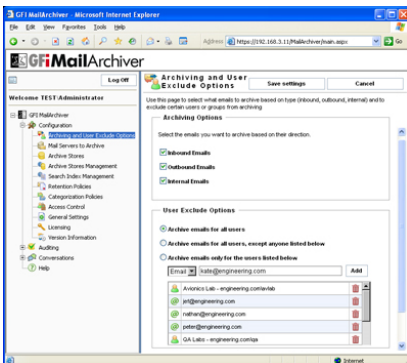 GFI MailArchiver - Microsoft Internet Explorer
File Edit View Favorites Tools Help
Address https://192.168.3.11/MailArchiver/main.aspx Go
GFi MailArchiver
Log Off
Welcome TEST\Administrator
GFI MailArchiver
Configuration
Archiving and User Exclude Options
Mail Servers to Archive
Archive Stores
Archive Stores Management
Search Index Management
Retention Policies
Categorization Policies
Access Control
General Settings
Licensing
Version Information
Auditing
Conversations
Help
Archiving and User Exclude Options
Save settings
Cancel
Use this page to select what emails to archive based on type (inbound, outbound, internal) and to
exclude certain users or groups from archiving
Archiving Options
Select the emails you want to archive based on their direction.
Inbound Emails
Outbound Emails
Internal Emails
User Exclude Options
Archive emails for all users
Archive emails for all users, except anyone listed below
Archive emails only for the users listed below
Email kate@engineering.com Add
Avionics Lab - engineering.com\avlab
jet@engineering.com
nathan@engineering.com
peter@engineering.com
QA Labs - engineering.com\qa
Internet